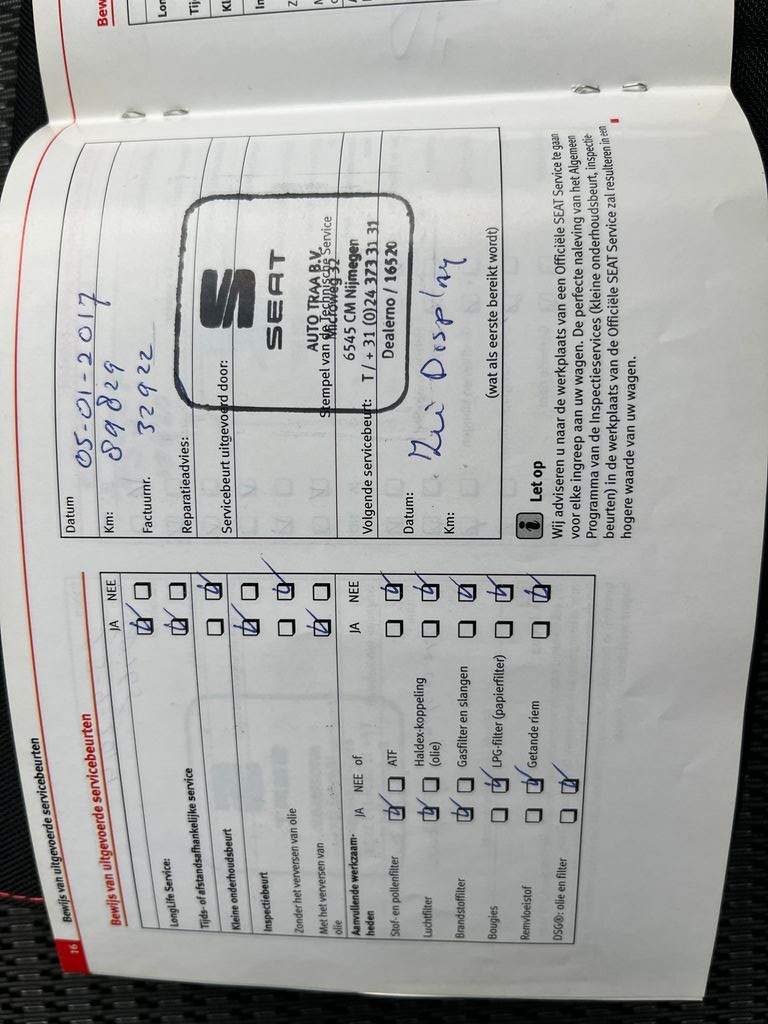 16 Bewijs van uitgevoerde servicebeurten
Bewijs van uitgevoerde servicebeurten
JA NEE
LongLife Service:
Tijds- of afstandsafhankelijke service
Kleine onderhoudsbeurt
Inspectiebeurt
Zonder het verversen van olie
Met het verversen van
olie
Aanvullende werkzaam-
heden
JA NEE of JA NEE
Stof- en pollenfilter ATF
Luchtfilter Haldex-koppeling
(olie)
Brandstoffilter Gasfilter en slangen
Bougies LPG-filter (papierfilter)
Remvloeistof Getande riem
DSG®: olie en filter
Datum 05-01-2017
Km: 89829
Factuurnr. 32922
Reparatieadvies:
Servicebeurt uitgevoerd door:
SEAT
AUTO TRAA B.V.
Stempel van de Technische Service
Microweg 32
6545 CM Nijmegen
T / + 31 (0)24 373 31 31
Dealerno / 16520
Volgende servicebeurt:
Datum: Zie Display
Km:
(wat als eerste bereikt wordt)
i Let op
Wij adviseren u naar de werkplaats van een Officiële SEAT Service te gaan
voor elke ingreep aan uw wagen. De perfecte naleving van het Algemeen
Programma van de Inspectieservices (kleine onderhoudsbeurt, inspectie
beurten) in de werkplaats van de Officiële SEAT Service zal resulteren in een
hogere waarde van uw wagen.
Bew